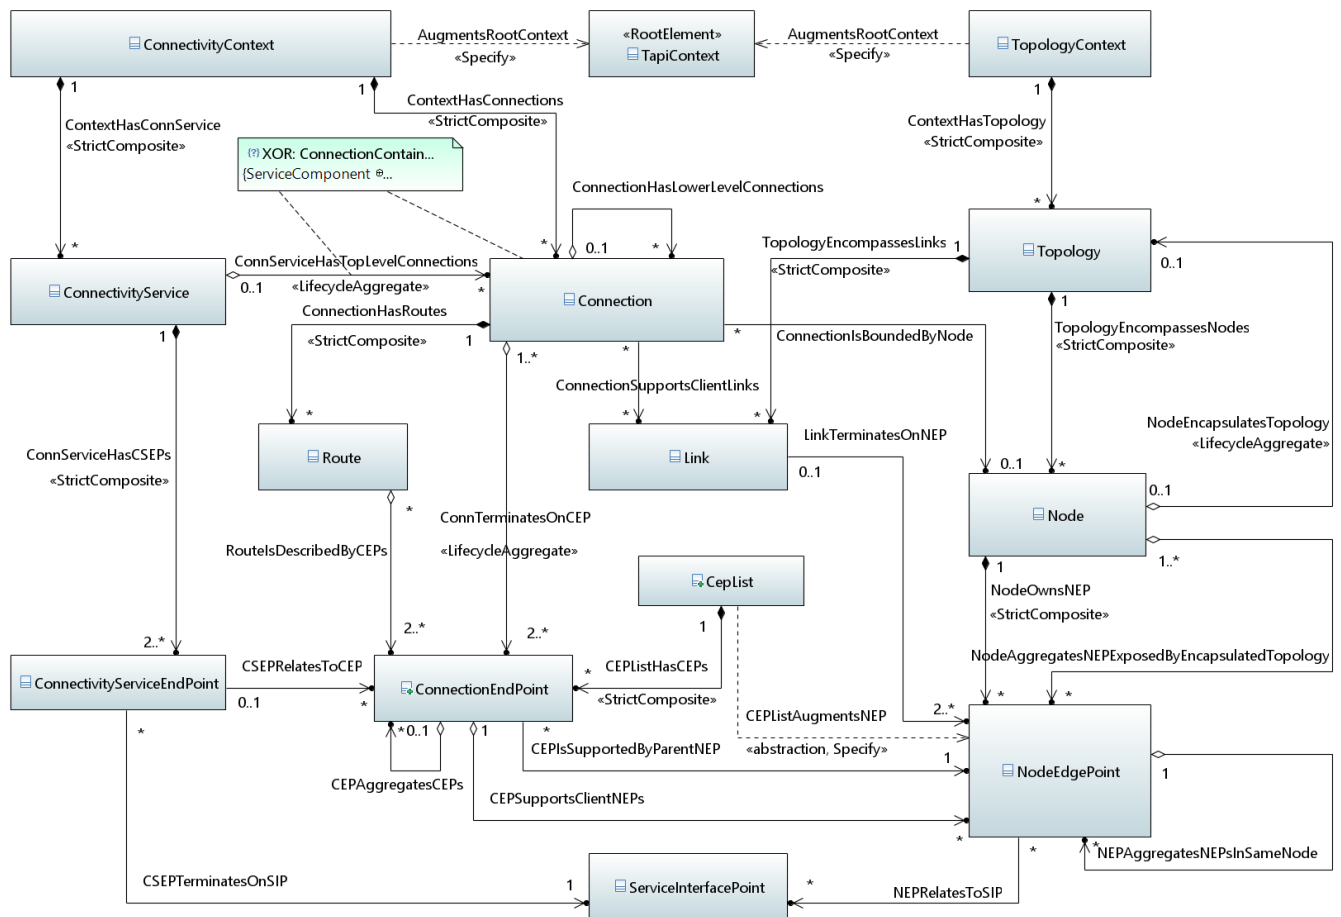 ConnectivityContext
AugmentsRootContext
«Specify»
«RootElement»
TapiContext
AugmentsRootContext
«Specify»
TopologyContext
1
1
1
ContextHasConnService
«StrictComposite»
ContextHasConnections
«StrictComposite»
ContextHasTopology
«StrictComposite»
{?} XOR: ConnectionContain...
{ServiceComponent ⊕...
ConnectionHasLowerLevelConnections
*
*
0..1
*
*
ConnectivityService
ConnServiceHasTopLevelConnections
0..1
«LifecycleAggregate»
*
Connection
TopologyEncompassesLinks
«StrictComposite»
1
Topology
0..1
1
ConnectionHasRoutes
«StrictComposite»
1
1..*
*
*
ConnectionIsBoundedByNode
1
TopologyEncompassesNodes
«StrictComposite»
ConnectionSupportsClientLinks
*
*
*
NodeEncapsulatesTopology
«LifecycleAggregate»
ConnServiceHasCSEPs
«StrictComposite»
Route
Link
LinkTerminatesOnNEP
0..1
0..1
*
0..1
Node
*
ConnTerminatesOnCEP
«LifecycleAggregate»
RouteIsDescribedByCEPs
1
1..*
CepList
NodeOwnsNEP
«StrictComposite»
1
2..*
2..*
2..*
ConnectivityServiceEndPoint
CSEPRelatesToCEP
0..1
*
ConnectionEndPoint
CEPListHasCEPs
*
«StrictComposite»
NodeAggregatesNEPExposedByEncapsulatedTopology
*
*
*
*
0..1
1
*
CEPListAugmentsNEP
«abstraction, Specify»
2..*
CEPIsSupportedByParentNEP
1
NodeEdgePoint
1
CEPAggregatesCEPs
CEPSupportsClientNEPs
*
*
*
NEPAggregatesNEPsInSameNode
CSEPTerminatesOnSIP
1
ServiceInterfacePoint
*
NEPRelatesToSIP